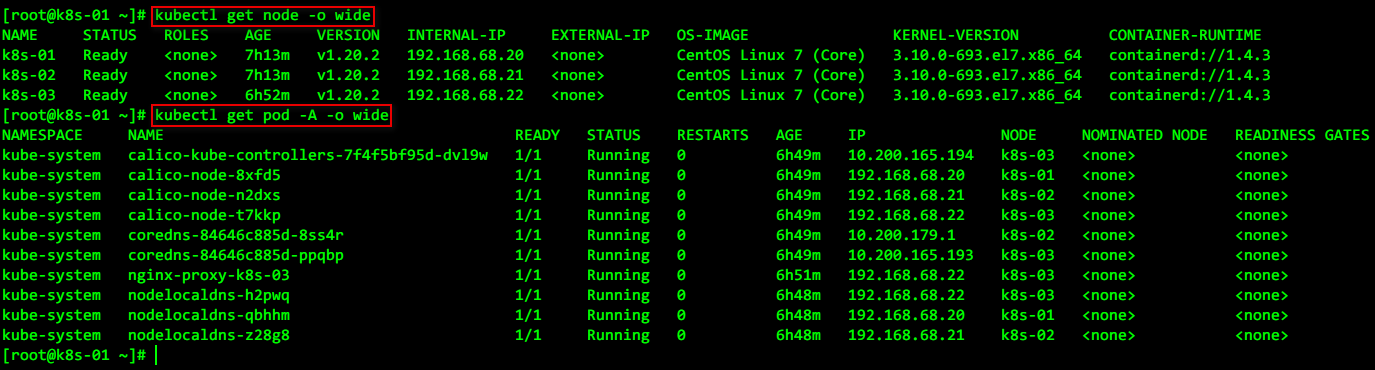 [root@k8s-01 ~]# kubectl get node -o wide
NAME STATUS ROLES AGE VERSION INTERNAL-IP EXTERNAL-IP OS-IMAGE KERNEL-VERSION CONTAINER-RUNTIME
k8s-01 Ready <none> 7h13m v1.20.2 192.168.68.20 <none> CentOS Linux 7 (Core) 3.10.0-693.el7.x86_64 containerd://1.4.3
k8s-02 Ready <none> 7h13m v1.20.2 192.168.68.21 <none> CentOS Linux 7 (Core) 3.10.0-693.el7.x86_64 containerd://1.4.3
k8s-03 Ready <none> 6h52m v1.20.2 192.168.68.22 <none> CentOS Linux 7 (Core) 3.10.0-693.el7.x86_64 containerd://1.4.3
[root@k8s-01 ~]# kubectl get pod -A -o wide
NAMESPACE NAME READY STATUS RESTARTS AGE IP NODE NOMINATED NODE READINESS GATES
kube-system calico-kube-controllers-7f4f5bf95d-dvl9w 1/1 Running 0 6h49m 10.200.165.194 k8s-03 <none> <none>
kube-system calico-node-8xfd5 1/1 Running 0 6h49m 192.168.68.20 k8s-01 <none> <none>
kube-system calico-node-n2dxs 1/1 Running 0 6h49m 192.168.68.21 k8s-02 <none> <none>
kube-system calico-node-t7kkp 1/1 Running 0 6h49m 192.168.68.22 k8s-03 <none> <none>
kube-system coredns-84646c885d-8ss4r 1/1 Running 0 6h49m 10.200.179.1 k8s-02 <none> <none>
kube-system coredns-84646c885d-ppqbp 1/1 Running 0 6h49m 10.200.165.193 k8s-03 <none> <none>
kube-system nginx-proxy-k8s-03 1/1 Running 0 6h51m 192.168.68.22 k8s-03 <none> <none>
kube-system nodelocaldns-h2pwq 1/1 Running 0 6h48m 192.168.68.22 k8s-03 <none> <none>
kube-system nodelocaldns-qbhhm 1/1 Running 0 6h48m 192.168.68.20 k8s-01 <none> <none>
kube-system nodelocaldns-z28g8 1/1 Running 0 6h48m 192.168.68.21 k8s-02 <none> <none>
[root@k8s-01 ~]#